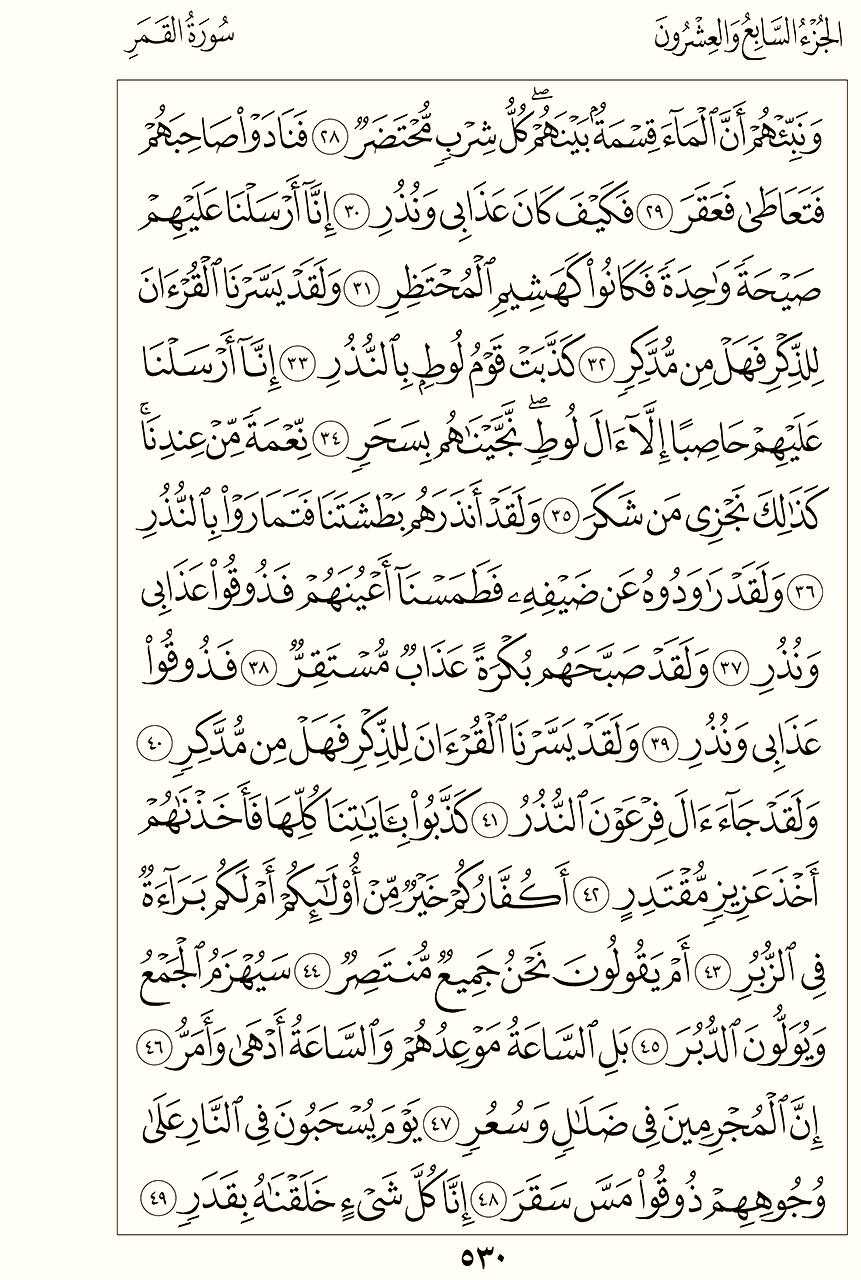 الجُزْءُ السَّابِعُ وَالعِشْرُونَ
سُورَةُ القَمَرِ
وَنَبِّئْهُمْ أَنَّ ٱلْمَآءَ قِسْمَةُۢ بَيْنَهُمْۖ كُلُّ شِرْبٖ مُّحْتَضَرٞ ٢٨ فَنَادَوْاْ صَاحِبَهُمْ
فَتَعَاطَىٰ فَعَقَرَ ٢٩ فَكَيْفَ كَانَ عَذَابِى وَنُذُرِ ٣٠ إِنَّآ أَرْسَلْنَا عَلَيْهِمْ
صَيْحَةٗ وَٰحِدَةٗ فَكَانُواْ كَهَشِيمِ ٱلْمُحْتَظِرِ ٣١ وَلَقَدْ يَسَّرْنَا ٱلْقُرْءَانَ
لِلذِّكْرِ فَهَلْ مِن مُّدَّكِرٖ ٣٢ كَذَّبَتْ قَوْمُ لُوطِۭ بِٱلنُّذُرِ ٣٣ إِنَّآ أَرْسَلْنَا
عَلَيْهِمْ حَاصِبًا إِلَّآ ءَالَ لُوطٖۖ نَّجَّيْنَٰهُم بِسَحَرٖ ٣٤ نِّعْمَةٗ مِّنْ عِندِنَاۚ
كَذَٰلِكَ نَجْزِى مَن شَكَرَ ٣٥ وَلَقَدْ أَنذَرَهُم بَطْشَتَنَا فَتَمَارَوْاْ بِٱلنُّذُرِ
٣٦ وَلَقَدْ رَٰوَدُوهُ عَن ضَيْفِهِۦ فَطَمَسْنَآ أَعْيُنَهُمْ فَذُوقُواْ عَذَابِى
وَنُذُرِ ٣٧ وَلَقَدْ صَبَّحَهُم بُكْرَةً عَذَابٞ مُّسْتَقِرّٞ ٣٨ فَذُوقُواْ
عَذَابِى وَنُذُرِ ٣٩ وَلَقَدْ يَسَّرْنَا ٱلْقُرْءَانَ لِلذِّكْرِ فَهَلْ مِن مُّدَّكِرٖ ٤٠
وَلَقَدْ جَآءَ ءَالَ فِرْعَوْنَ ٱلنُّذُرُ ٤١ كَذَّبُواْ بِـَٔايَٰتِنَا كُلِّهَا فَأَخَذْنَٰهُمْ
أَخْذَ عَزِيزٖ مُّقْتَدِرٍ ٤٢ أَكُفَّارُكُمْ خَيْرٞ مِّنْ أُوْلَٰٓئِكُمْ أَمْ لَكُم بَرَآءَةٞ
فِى ٱلزُّبُرِ ٤٣ أَمْ يَقُولُونَ نَحْنُ جَمِيعٞ مُّنتَصِرٞ ٤٤ سَيُهْزَمُ ٱلْجَمْعُ
وَيُوَلُّونَ ٱلدُّبُرَ ٤٥ بَلِ ٱلسَّاعَةُ مَوْعِدُهُمْ وَٱلسَّاعَةُ أَدْهَىٰ وَأَمَرُّ ٤٦
إِنَّ ٱلْمُجْرِمِينَ فِى ضَلَٰلٖ وَسُعُرٖ ٤٧ يَوْمَ يُسْحَبُونَ فِى ٱلنَّارِ عَلَىٰ
وُجُوهِهِمْ ذُوقُواْ مَسَّ سَقَرَ ٤٨ إِنَّا كُلَّ شَىْءٍ خَلَقْنَٰهُ بِقَدَرٖ ٤٩
٥٣٠